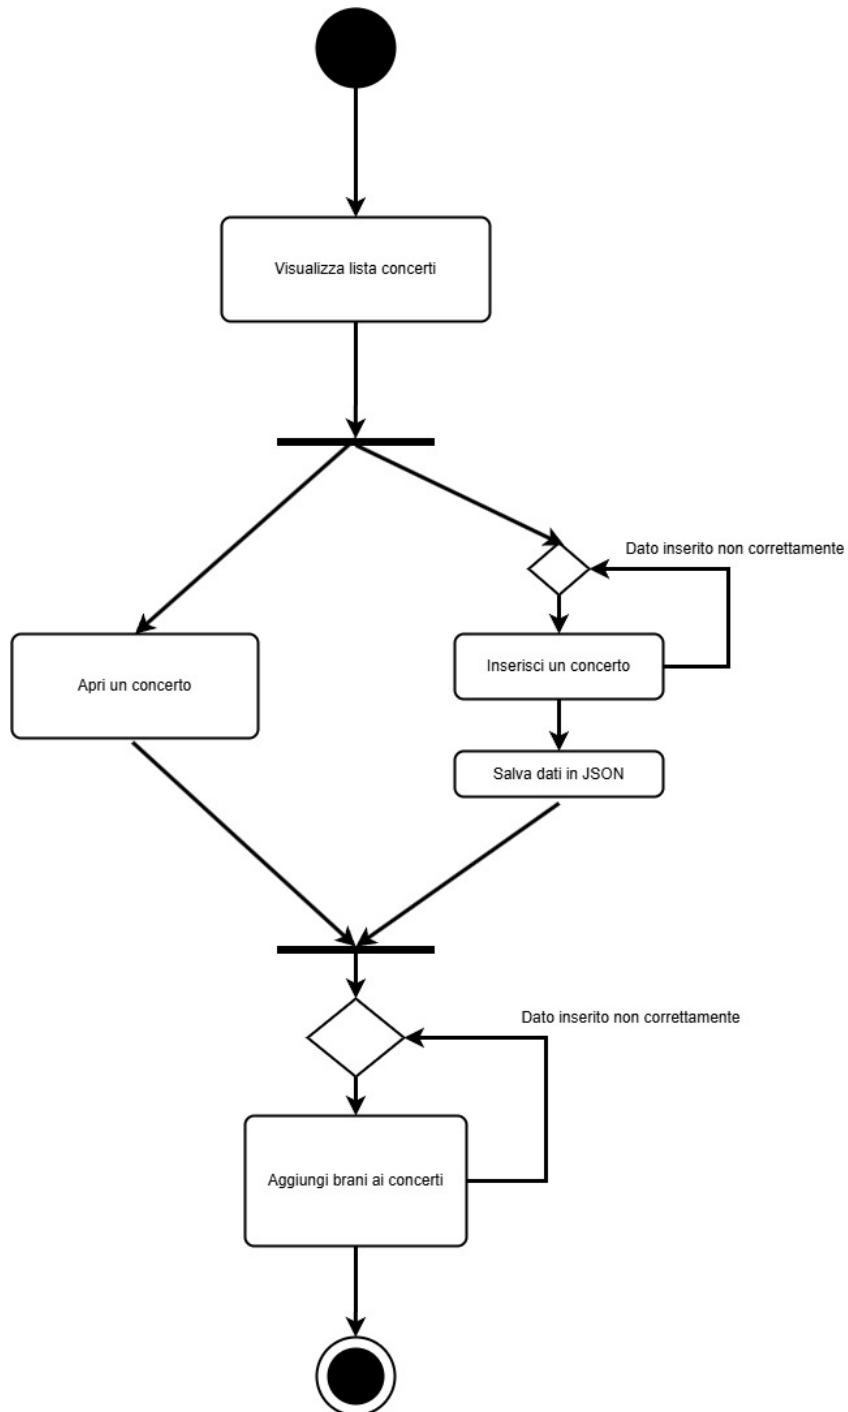 Visualizza lista concerti
Dato inserito non correttamente
Inserisci un concerto
Apri un concerto
Salva dati in JSON
Dato inserito non correttamente
Aggiungi brani ai concerti